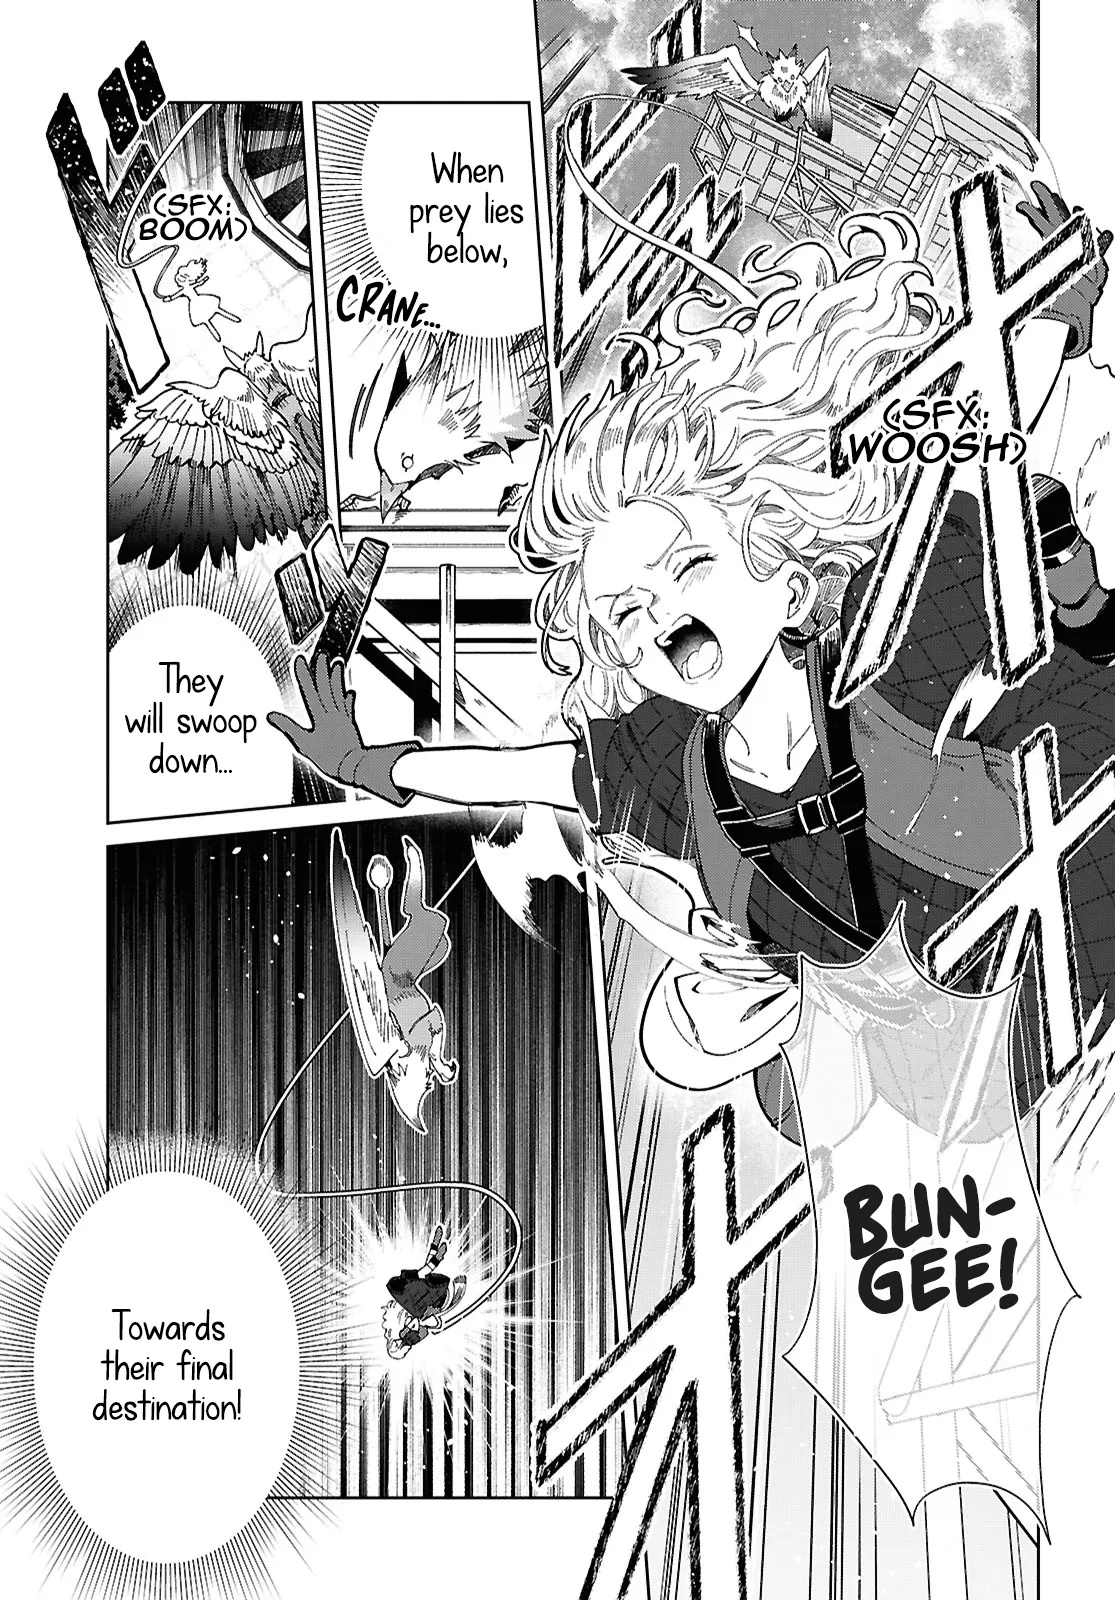 (SFX:
WOOSH)
BUN-
GEE!
When
prey lies
below,
CRANE...
(SFX:
BOOM)
They
will swoop
down...
Towards
their final
destination!